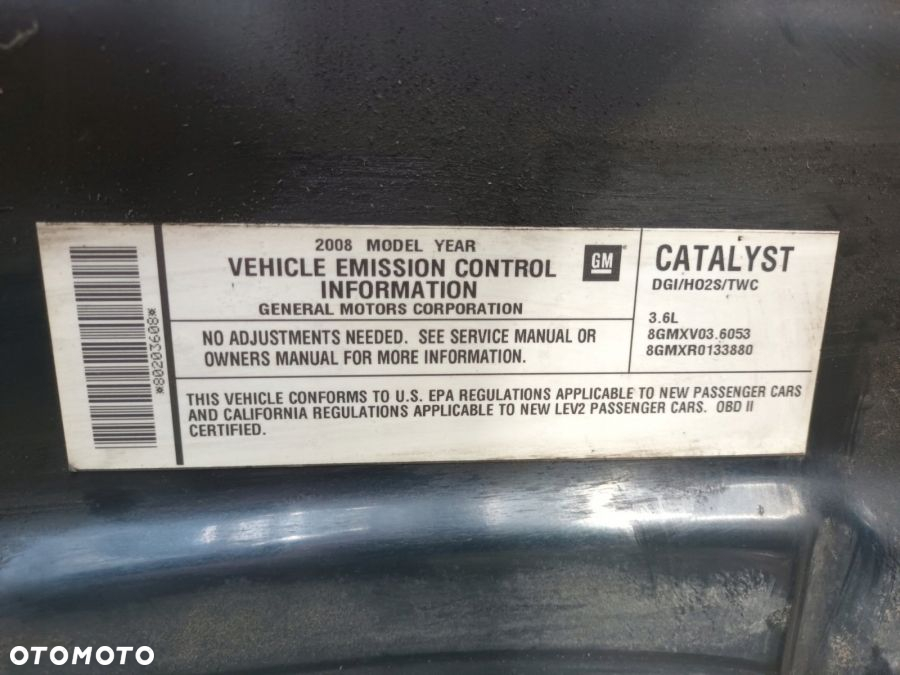 *80203608*
2008 MODEL YEAR
VEHICLE EMISSION CONTROL
INFORMATION
GENERAL MOTORS CORPORATION
GM
NO ADJUSTMENTS NEEDED. SEE SERVICE MANUAL OR
OWNERS MANUAL FOR MORE INFORMATION.
CATALYST
DGI/HO2S/TWC
3.6L
8GMXV03.6053
8GMXR0133880
THIS VEHICLE CONFORMS TO U.S. EPA REGULATIONS APPLICABLE TO NEW PASSENGER CARS
AND CALIFORNIA REGULATIONS APPLICABLE TO NEW LEV2 PASSENGER CARS. OBD II
CERTIFIED.
OTOMOTO